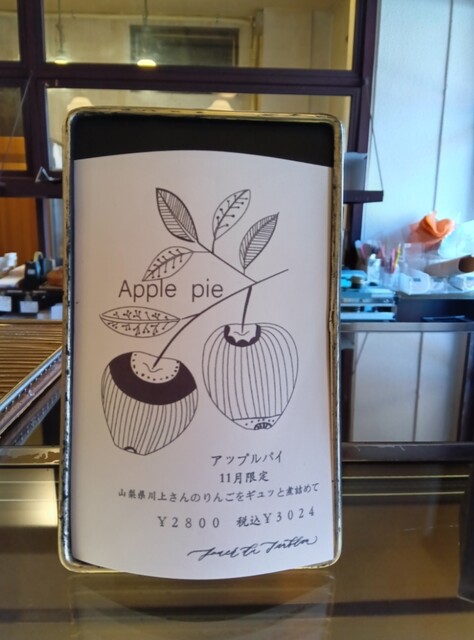 Apple pie
アップルパイ
11月限定
山梨県川上さんのりんごをギュッと煮詰めて
¥2800 税込¥3024